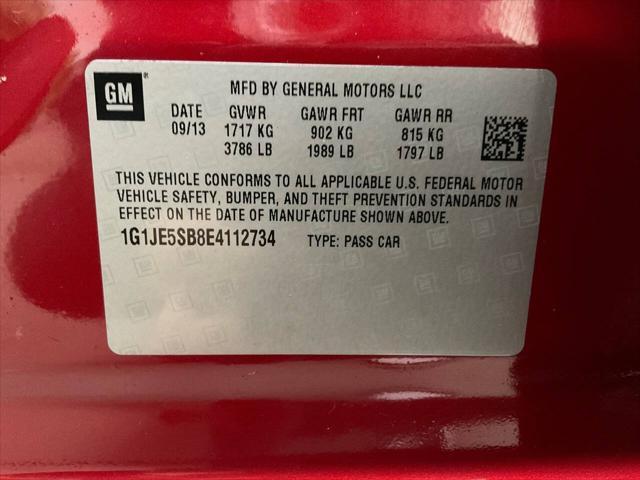 GM ®
MFD BY GENERAL MOTORS LLC
DATE GVWR GAWR FRT GAWR RR
09/13 1717 KG 902 KG 815 KG
3786 LB 1989 LB 1797 LB
THIS VEHICLE CONFORMS TO ALL APPLICABLE U.S. FEDERAL MOTOR
VEHICLE SAFETY, BUMPER, AND THEFT PREVENTION STANDARDS IN
EFFECT ON THE DATE OF MANUFACTURE SHOWN ABOVE.
1G1JE5SB8E4112734 TYPE: PASS CAR